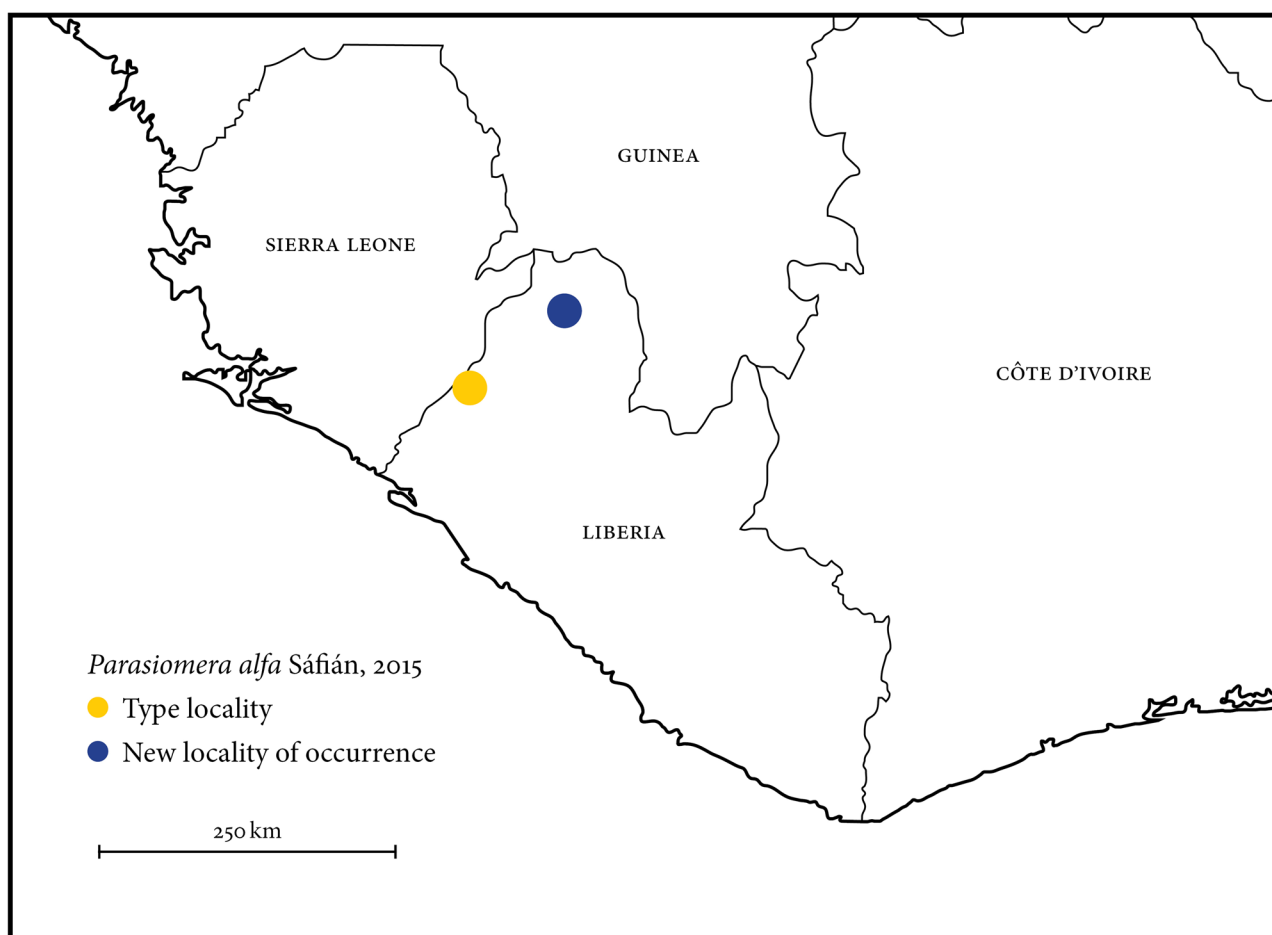 GUINEA
SIERRA LEONE
CÔTE D'IVOIRE
LIBERIA
Parasiomera alfa Sáfián, 2015
Type locality
New locality of occurrence
250 km